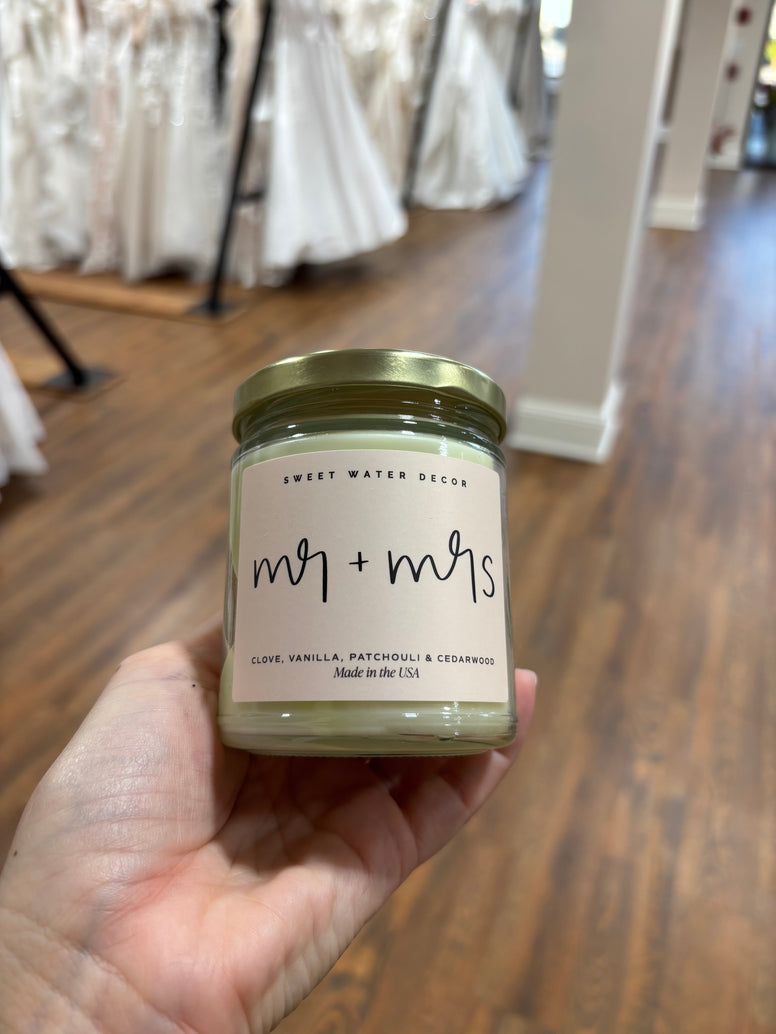 SWEET WATER DECOR
mr + mrs
CLOVE, VANILLA, PATCHOULI & CEDARWOOD
Made in the USA